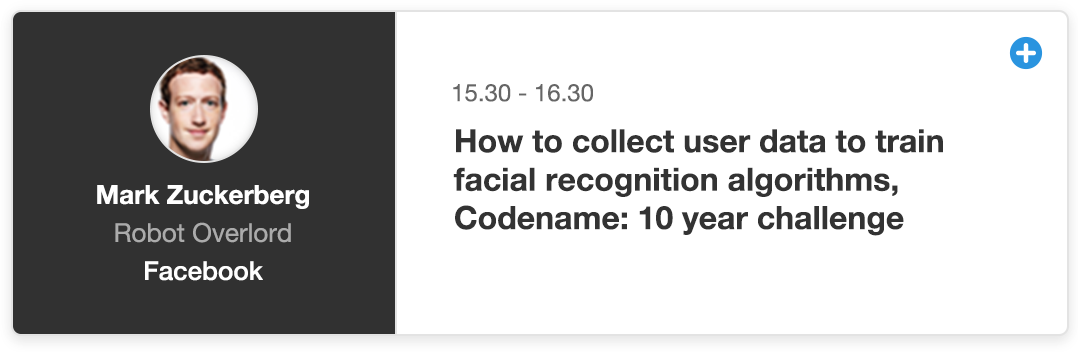 Mark Zuckerberg
Robot Overlord
Facebook
15.30 - 16.30
How to collect user data to train
facial recognition algorithms,
Codename: 10 year challenge